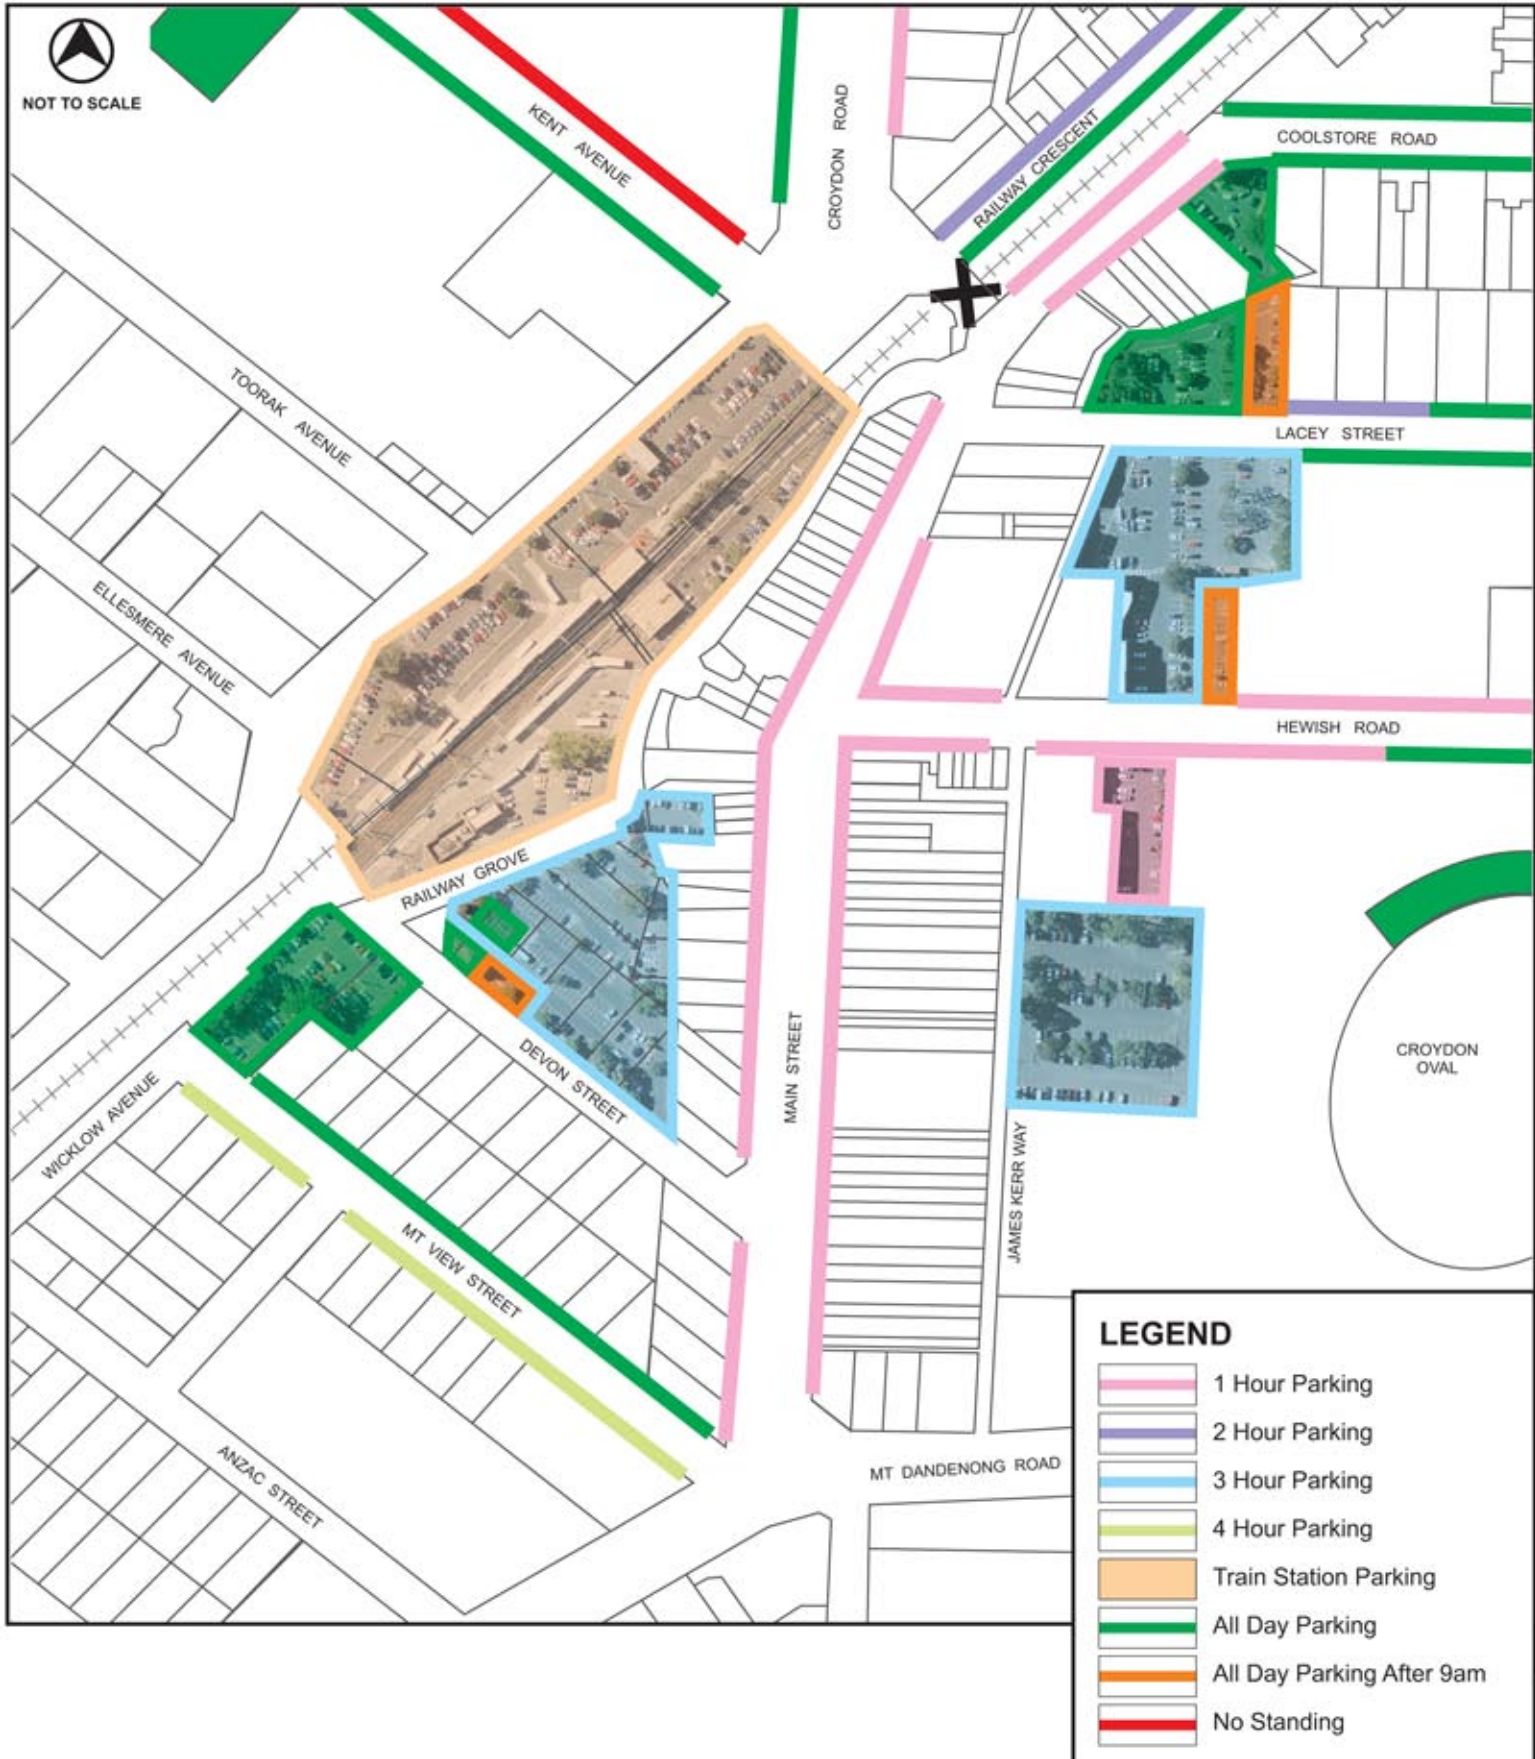 NOT TO SCALE
KENT AVENUE
CROYDON ROAD
RAILWAY CRESCENT
COOLSTORE ROAD
TOORAK AVENUE
LACEY STREET
ELLESMERE AVENUE
HEWISH ROAD
RAILWAY GROVE
DEVON STREET
MAIN STREET
CROYDON
OVAL
WICKLOW AVENUE
JAMES KERR WAY
MT VIEW STREET
ANZAC STREET
MT DANDENONG ROAD
LEGEND
1 Hour Parking
2 Hour Parking
3 Hour Parking
4 Hour Parking
Train Station Parking
All Day Parking
All Day Parking After 9am
No Standing